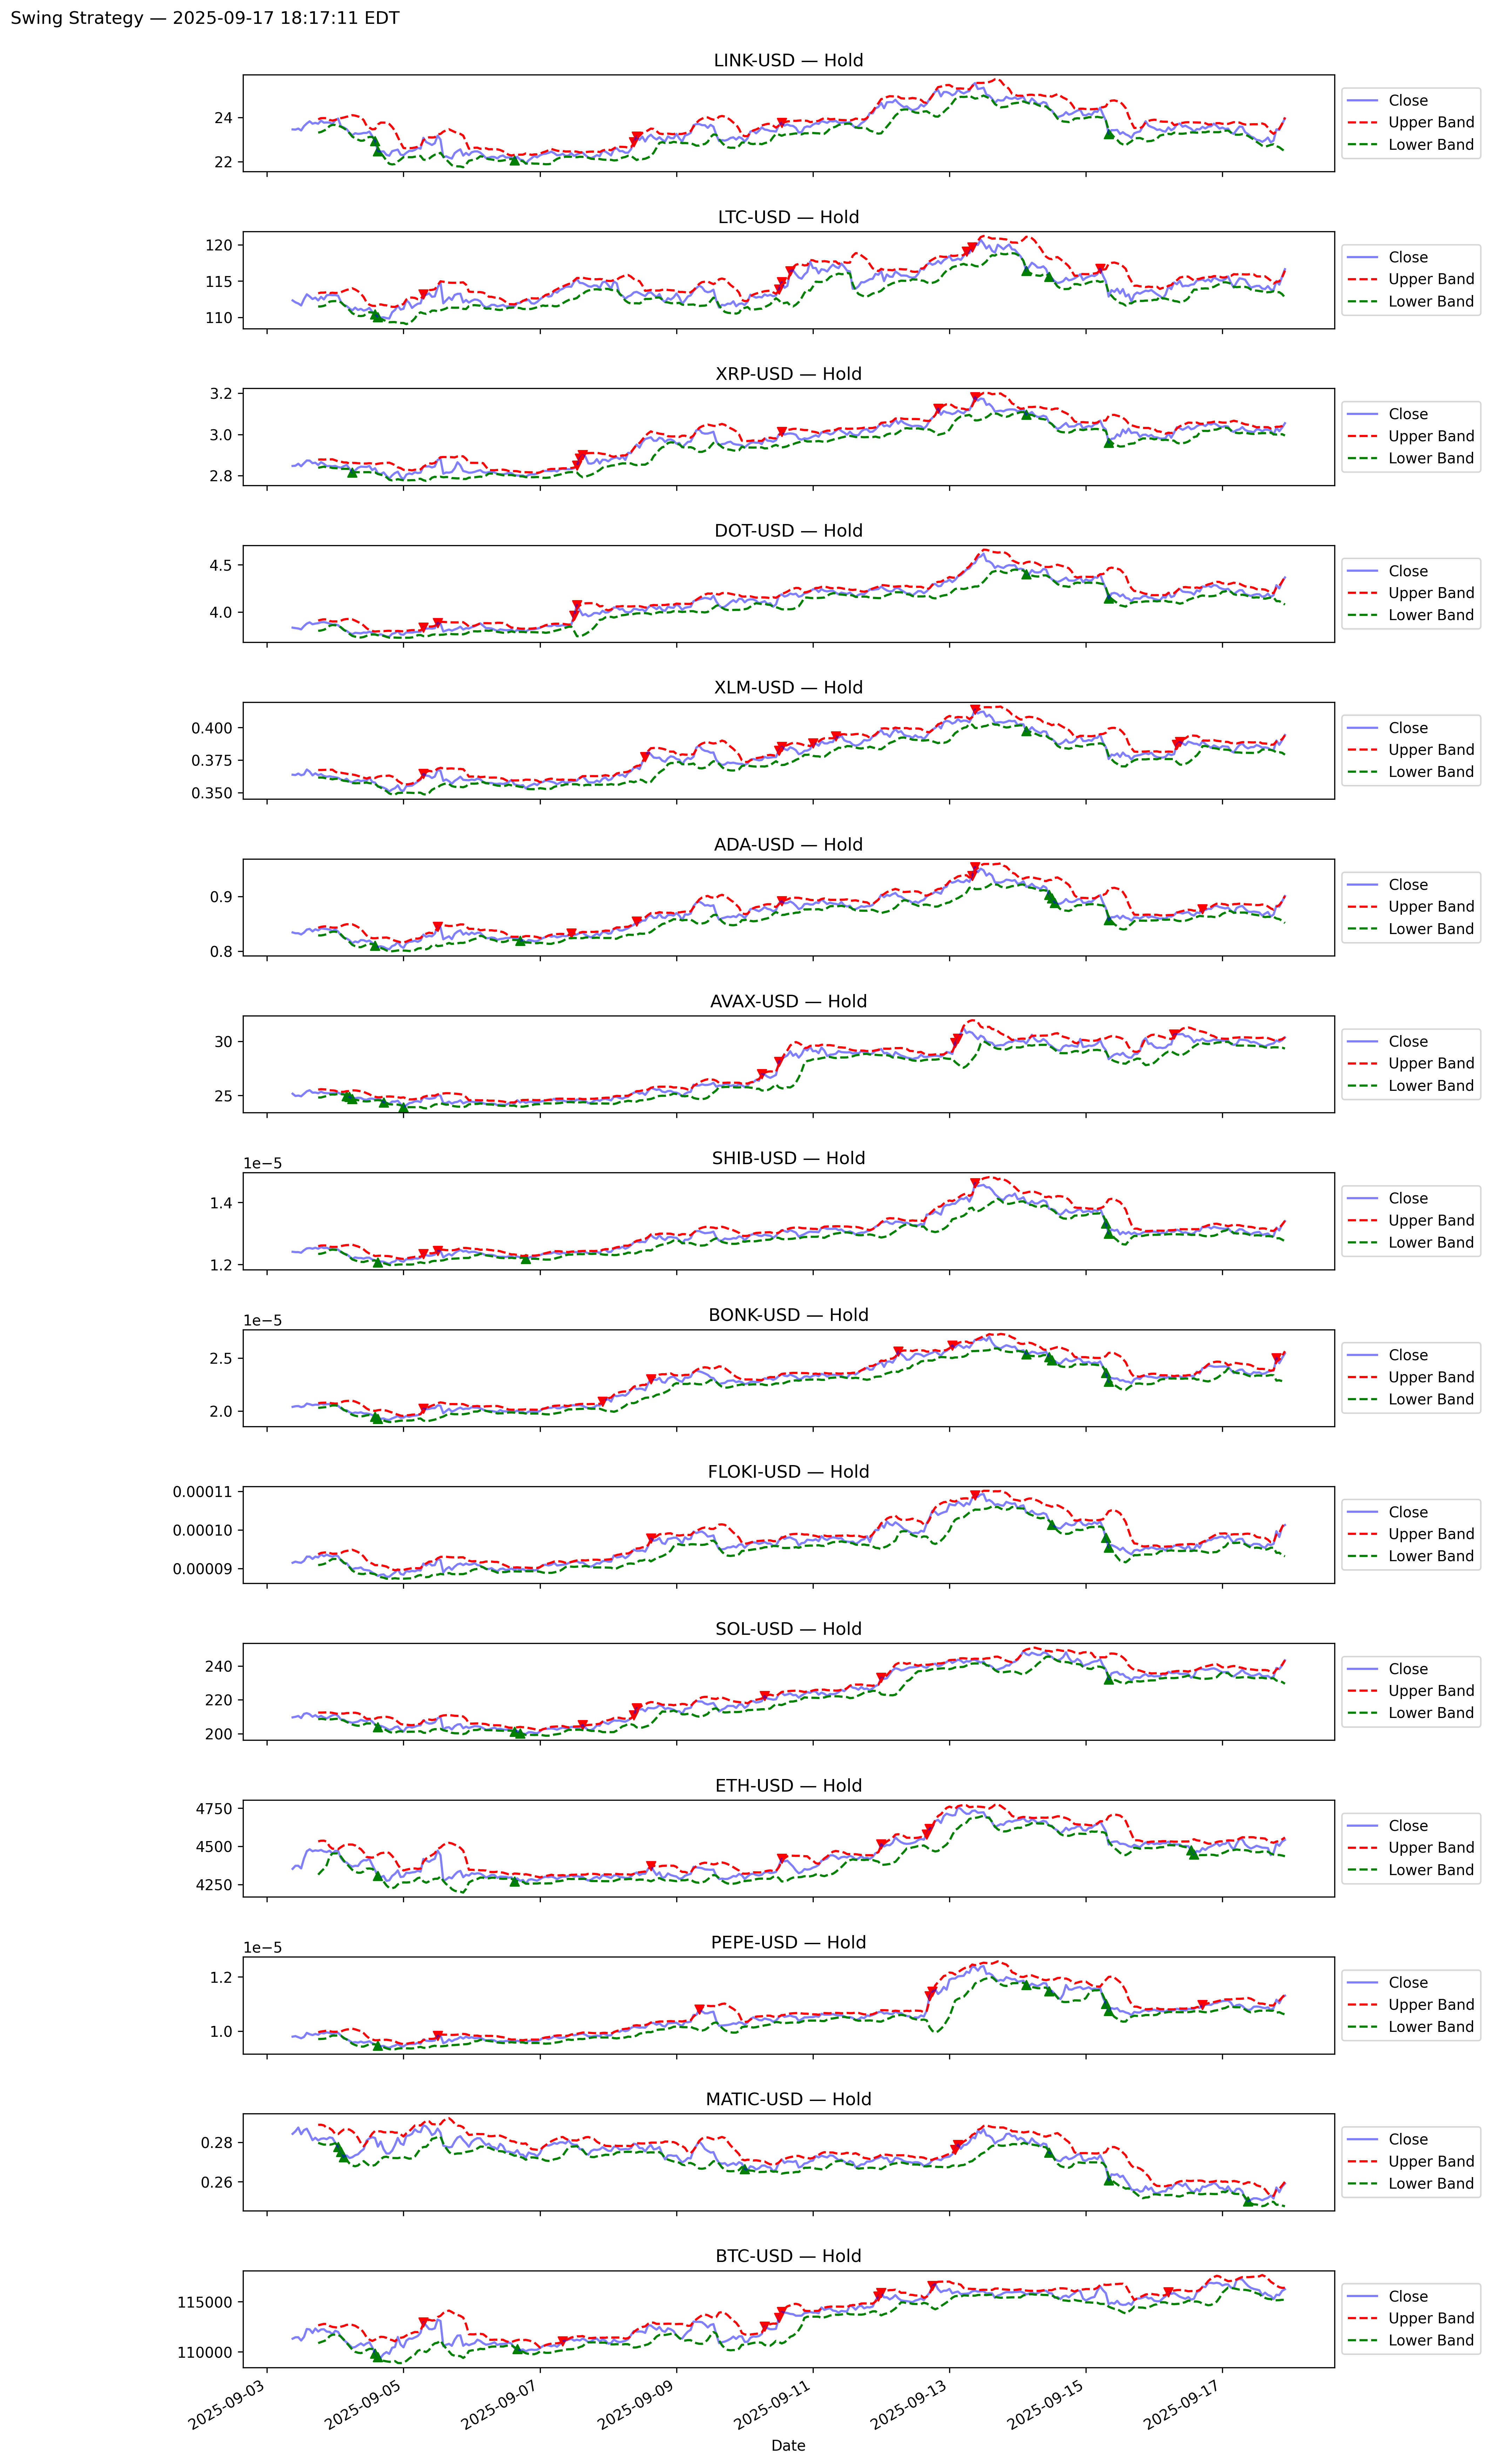 Swing Strategy — 2025-09-17 18:17:11 EDT
LINK-USD — Hold
24
22
Close
Upper Band
Lower Band
LTC-USD — Hold
120
115
110
Close
Upper Band
Lower Band
XRP-USD — Hold
3.2
3.0
2.8
Close
Upper Band
Lower Band
DOT-USD — Hold
4.5
4.0
Close
Upper Band
Lower Band
XLM-USD — Hold
0.400
0.375
0.350
Close
Upper Band
Lower Band
ADA-USD — Hold
0.9
0.8
Close
Upper Band
Lower Band
AVAX-USD — Hold
30
25
Close
Upper Band
Lower Band
SHIB-USD — Hold
1e−5
1.4
1.2
Close
Upper Band
Lower Band
BONK-USD — Hold
1e−5
2.5
2.0
Close
Upper Band
Lower Band
FLOKI-USD — Hold
0.00011
0.00010
0.00009
Close
Upper Band
Lower Band
SOL-USD — Hold
240
220
200
Close
Upper Band
Lower Band
ETH-USD — Hold
4750
4500
4250
Close
Upper Band
Lower Band
PEPE-USD — Hold
1e−5
1.2
1.0
Close
Upper Band
Lower Band
MATIC-USD — Hold
0.28
0.26
Close
Upper Band
Lower Band
BTC-USD — Hold
115000
110000
Close
Upper Band
Lower Band
2025-09-03
2025-09-05
2025-09-07
2025-09-09
2025-09-11
2025-09-13
2025-09-15
2025-09-17
Date